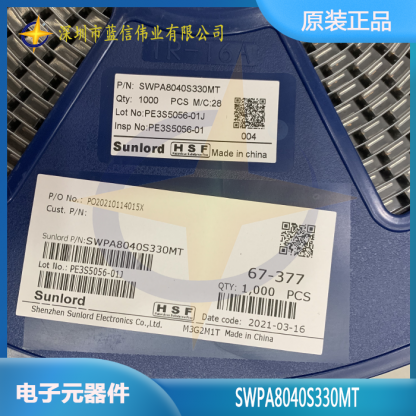 深圳市蓝信伟业有限公司
原装正品
P/N: SWPA8040S330MT
Qty: 1000 PCS M/C:28
Lot No:PE3S5056-01J
Insp No:PE3S5056-01
004
Sunlord HSF Made in china
P/O No.: PO20210114015X
Cust. P/N:
Sunlord P/N:SWPA8040S330MT
Lot No.: PE3S5056-01J
67-377
QTY: 1,000 PCS
Sunlord HSF
Date code: 2021-03-16
Shenzhen Sunlord Electronics Co.,Ltd.
M3G2M1T Made in China
电子元器件
SWPA8040S330MT